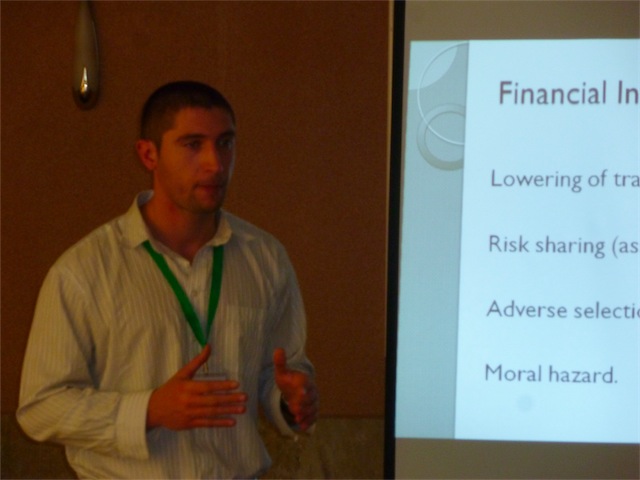 Financial In
Lowering of tra
Risk sharing (as
Adverse selectio
Moral hazard.